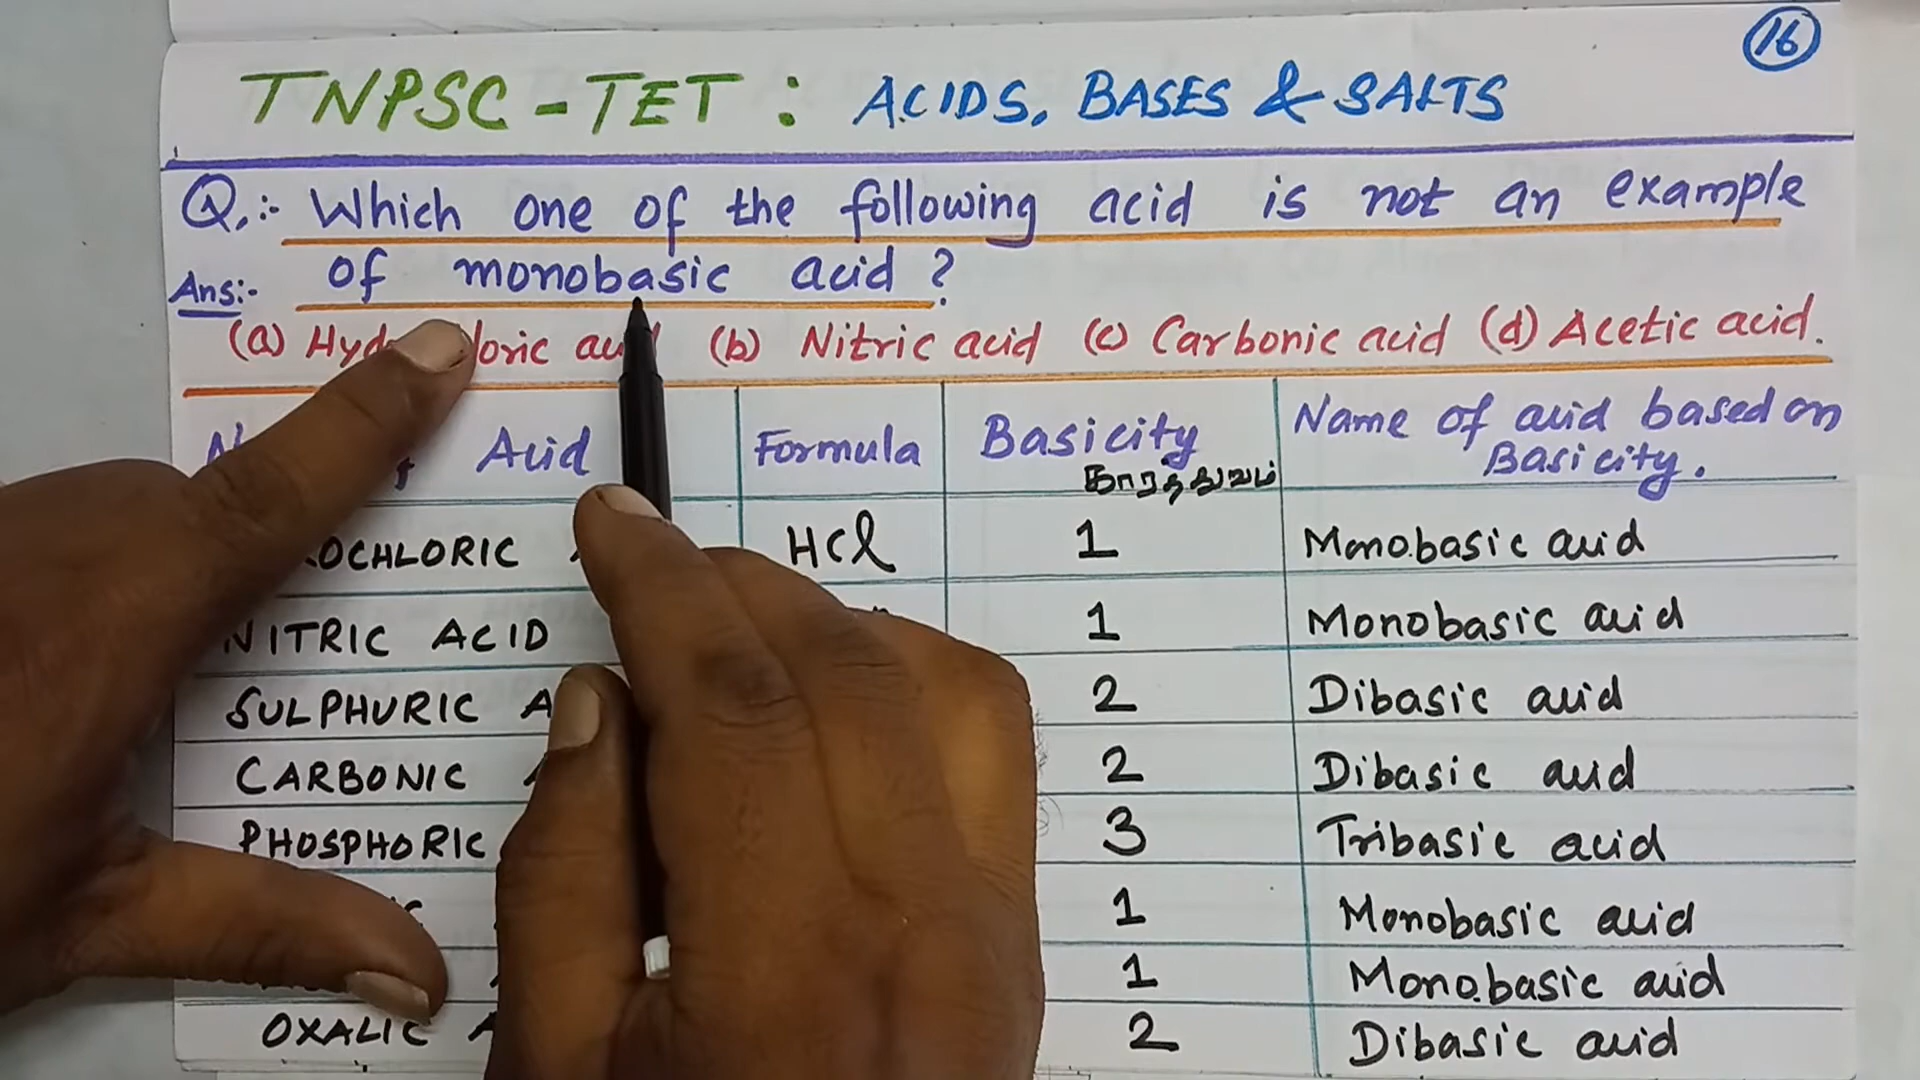 16
TNPSC - TET : ACIDS, BASES & SALTS
Q.:- Which one of the following acid is not an example
of monobasic acid ?
Ans:-
(a) Hyd loric (b) Nitric acid (c) Carbonic acid (d) Acetic acid.
Acid Formula Basicity Name of acid based on
காரத்துவம் Basicity.
OCHLORIC HCl 1 Monobasic acid
NITRIC ACID 1 Monobasic acid
SULPHURIC A 2 Dibasic acid
CARBONIC 2 Dibasic acid
PHOSPHORIC 3 Tribasic acid
1 Monobasic acid
1 Monobasic acid
OXALIC 2 Dibasic acid